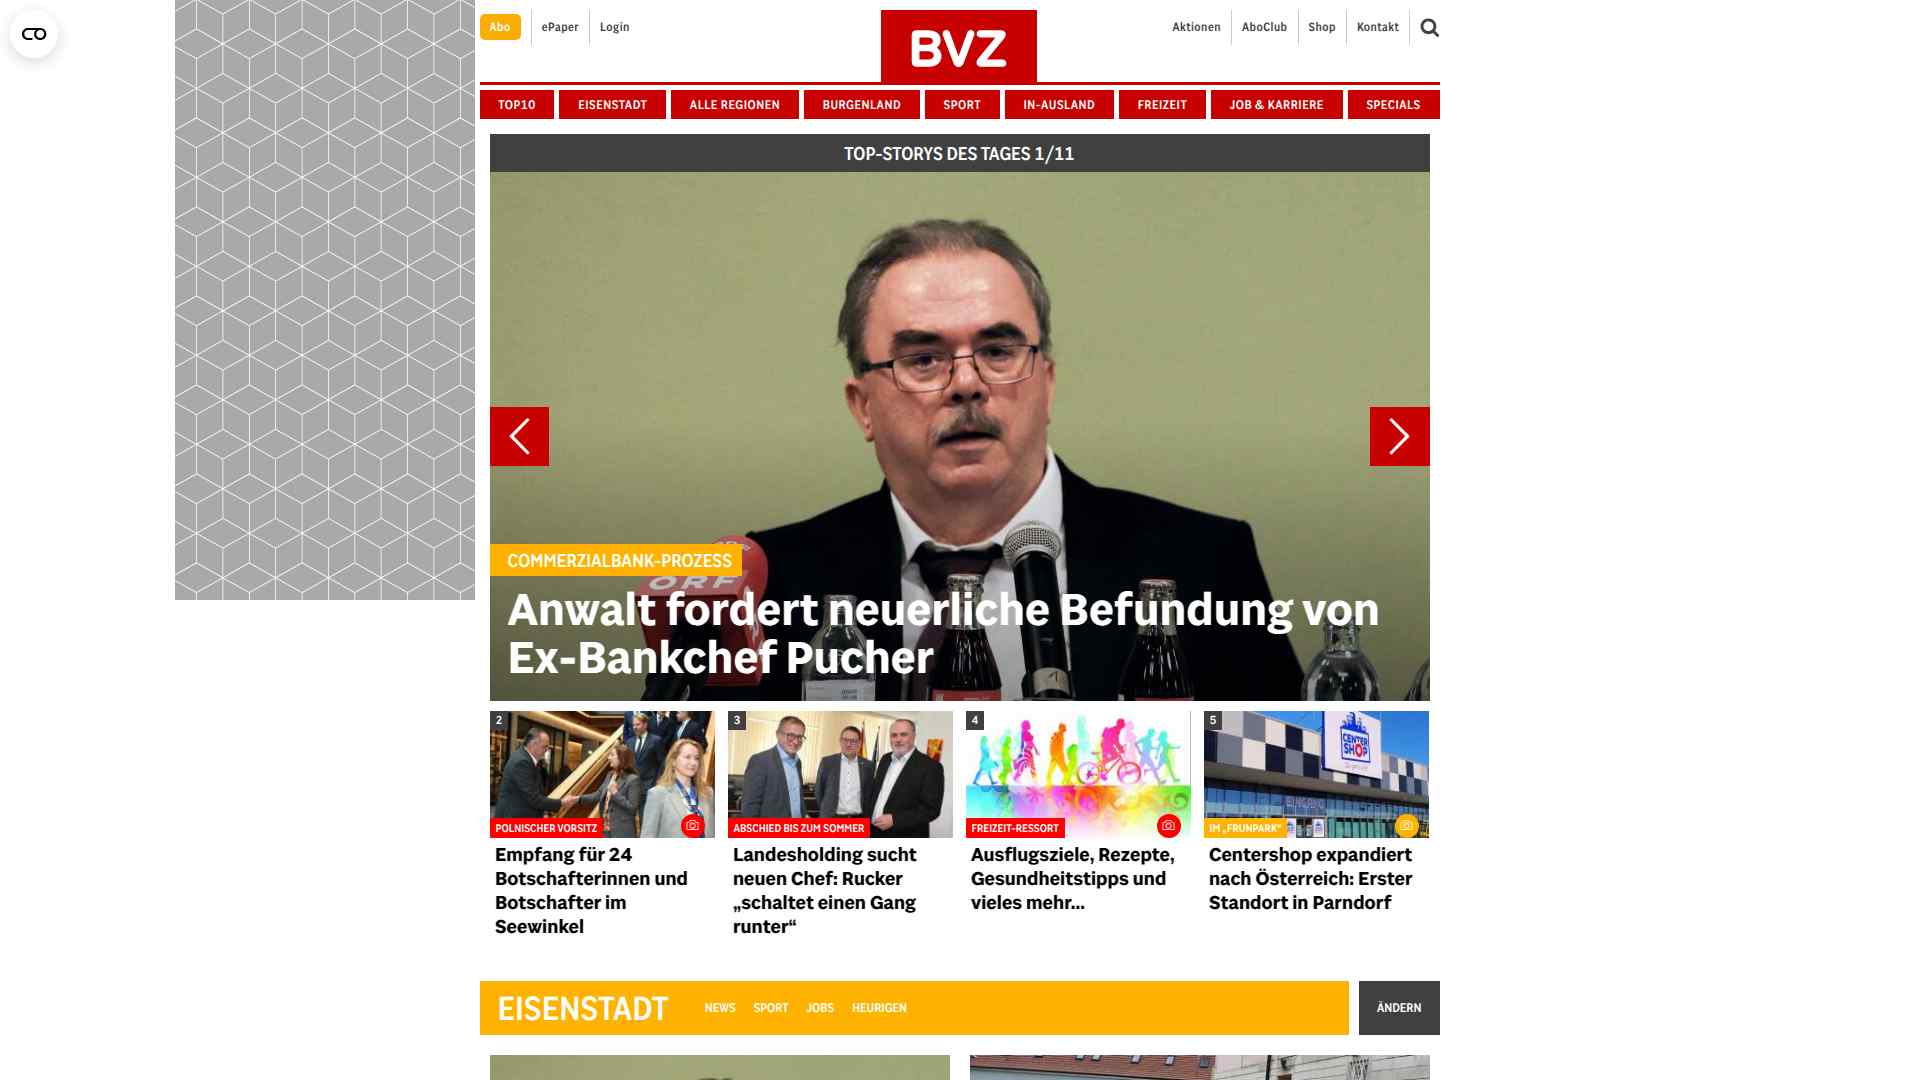 Abo
ePaper
Login
BVZ
Aktionen
AboClub
Shop
Kontakt
TOP10
EISENSTADT
ALLE REGIONEN
BURGENLAND
SPORT
IN-AUSLAND
FREIZEIT
JOB & KARRIERE
SPECIALS
TOP-STORYS DES TAGES 1/11
ORF
COMMERZIALBANK-PROZESS
Anwalt fordert neuerliche Befundung von
Ex-Bankchef Pucher
2
POLNISCHER VORSITZ
Empfang für 24
Botschafterinnen und
Botschafter im
Seewinkel
3
ABSCHIED BIS ZUM SOMMER
Landesholding sucht
neuen Chef: Rucker
„schaltet einen Gang
runter“
4
FREIZEIT-RESSORT
Ausflugsziele, Rezepte,
Gesundheitstipps und
vieles mehr...
5
CENTER
SHOP
IM „FRUNPARK“
Centershop expandiert
nach Österreich: Erster
Standort in Parndorf
EISENSTADT
NEWS
SPORT
JOBS
HEURIGEN
ÄNDERN